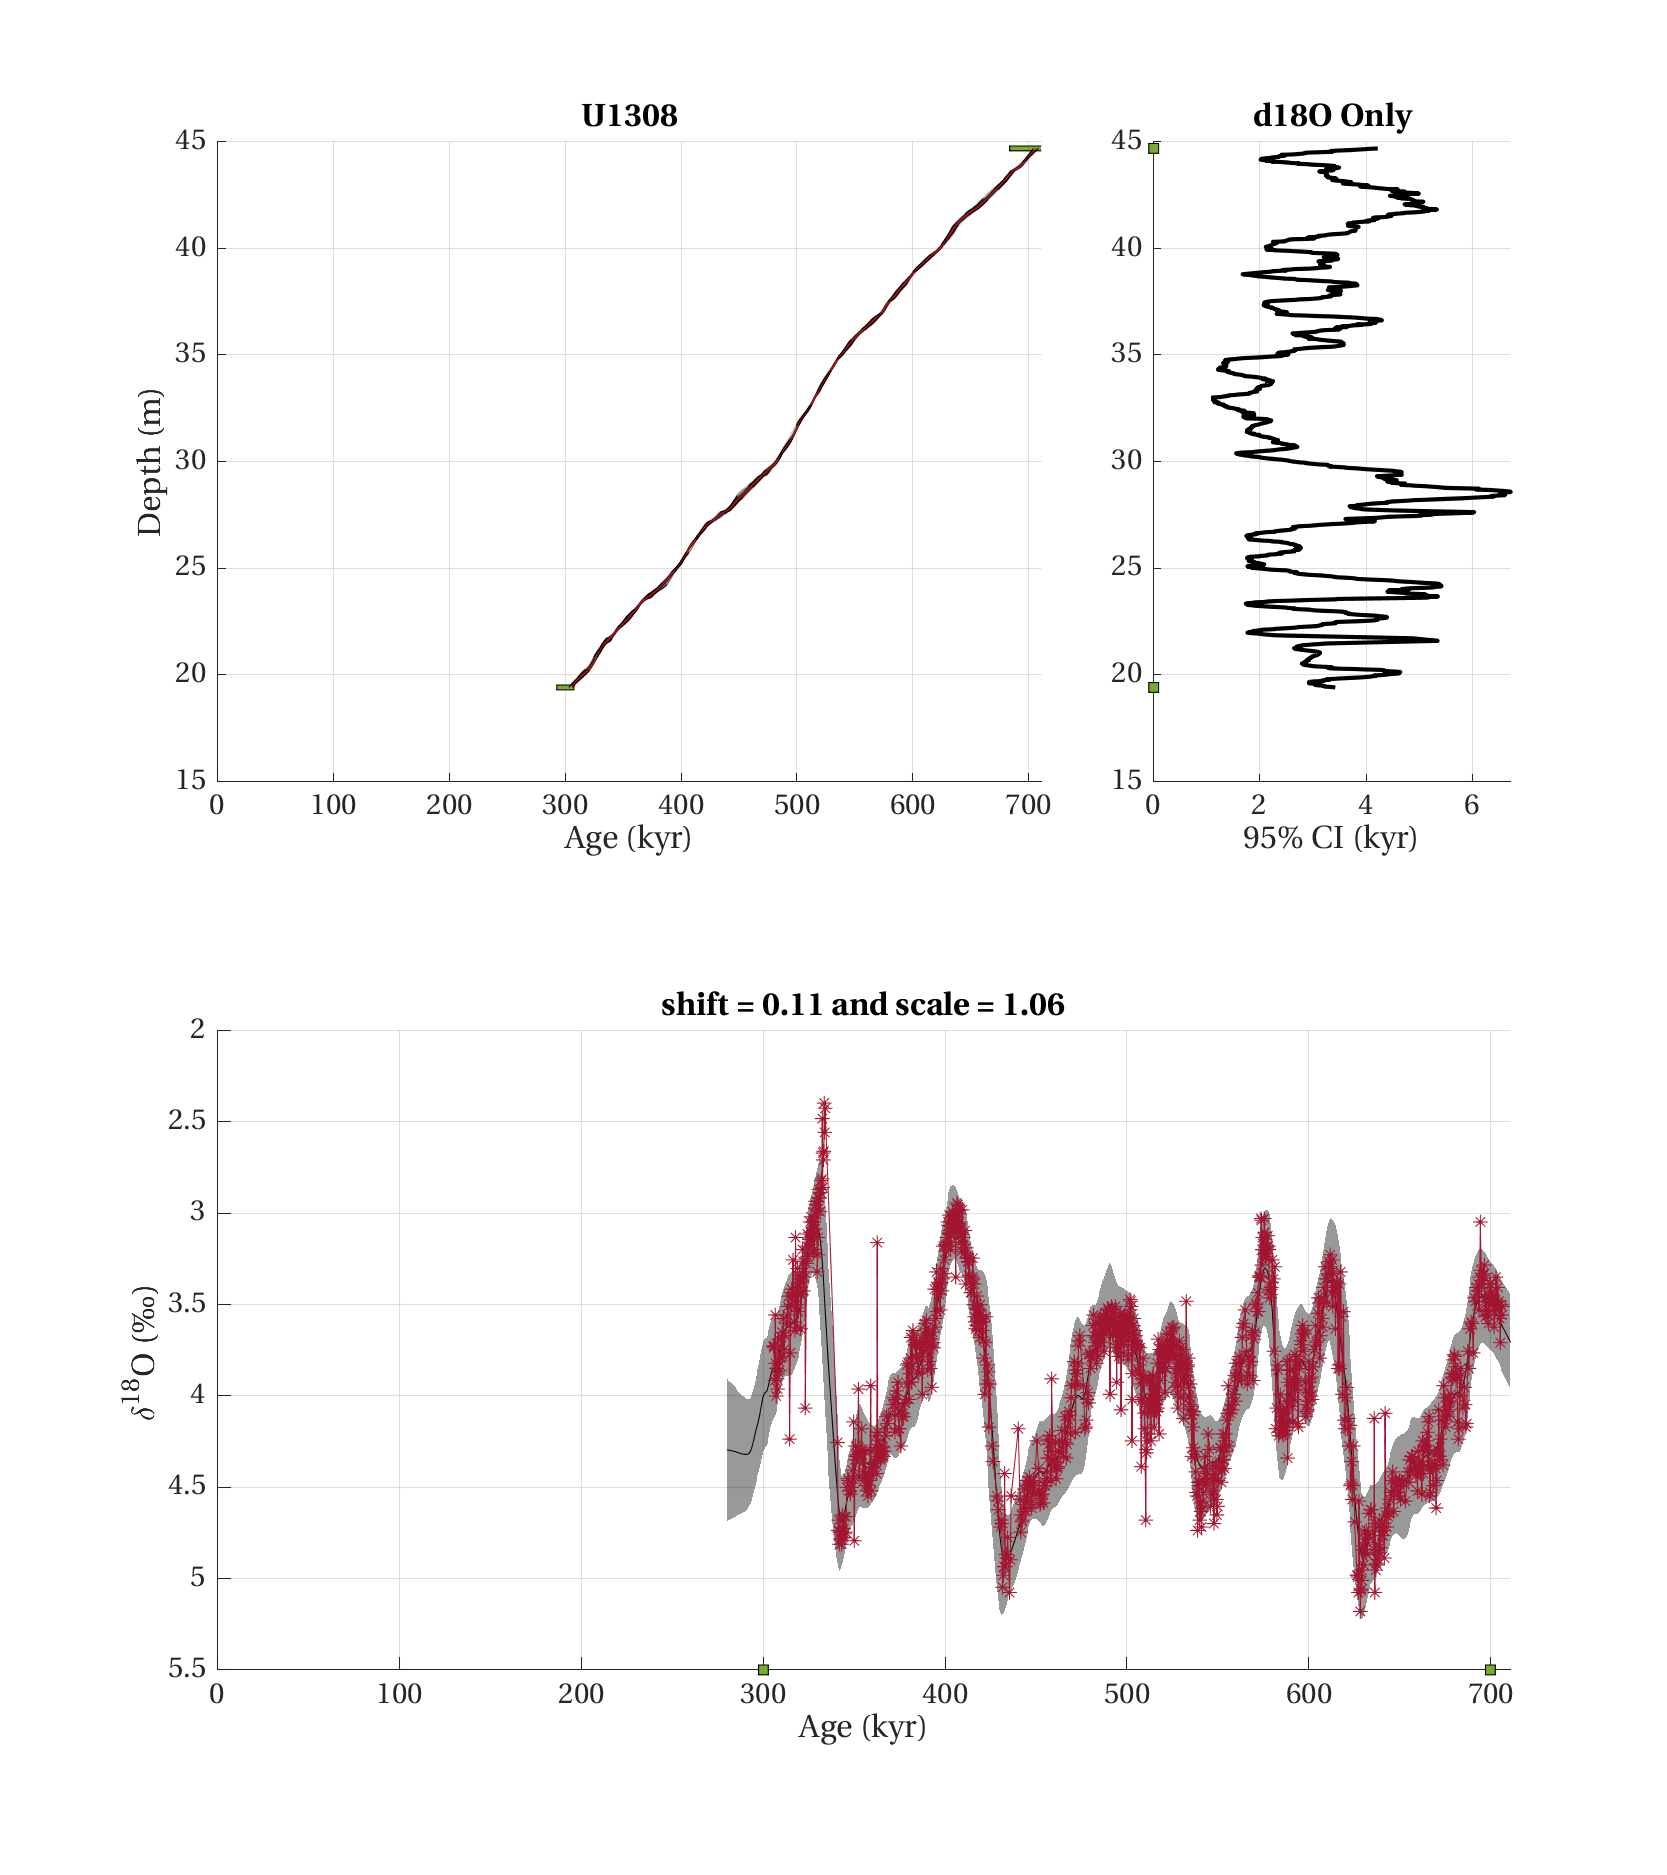 U1308
45
40
35
30
25
20
15
Depth (m)
0 100 200 300 400 500 600 700
Age (kyr)
d18O Only
45
40
35
30
25
20
15
0 2 4 6
95% CI (kyr)
shift = 0.11 and scale = 1.06
2
2.5
3
3.5
4
4.5
5
5.5
δ¹⁸O (‰)
0 100 200 300 400 500 600 700
Age (kyr)